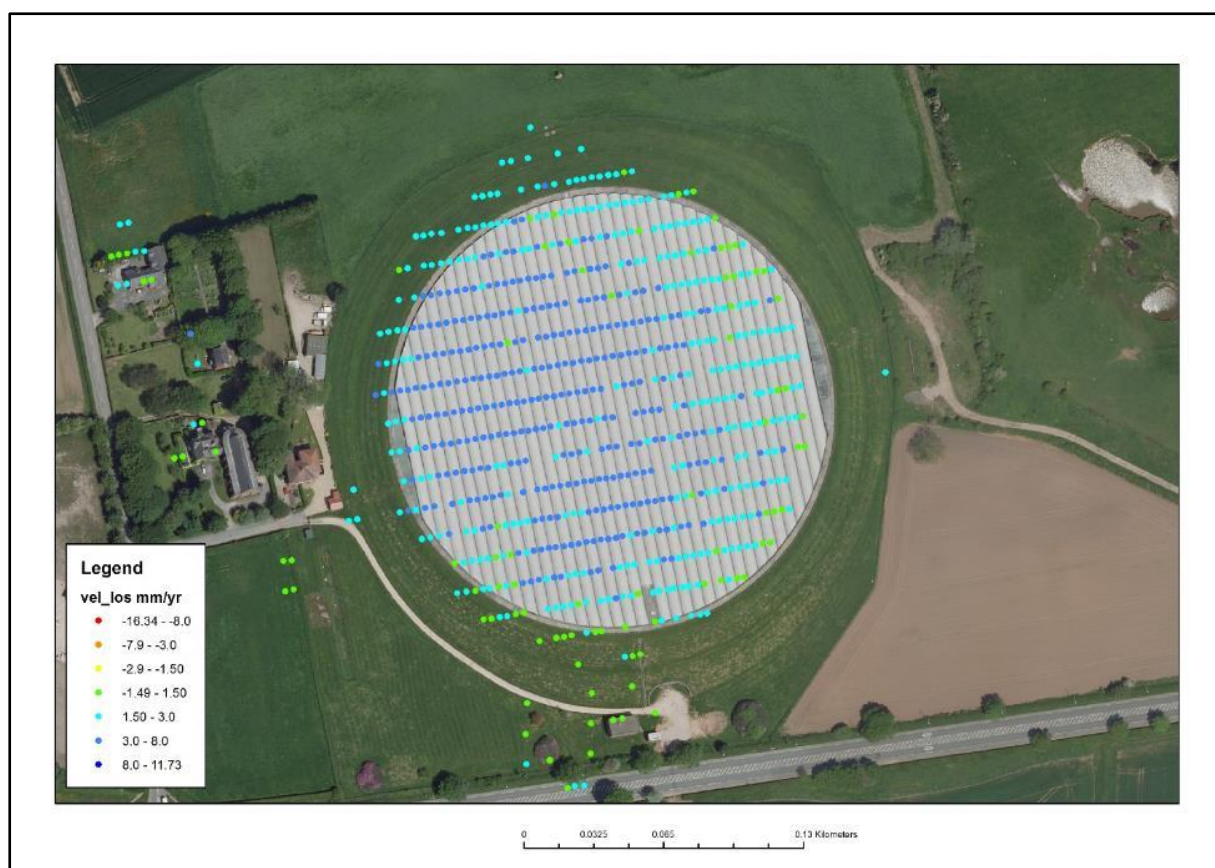 Legend
vel_los mm/yr
-16.34 - -8.0
-7.9 - -3.0
-2.9 - -1.50
-1.49 - 1.50
1.50 - 3.0
3.0 - 8.0
8.0 - 11.73
0 0.0325 0.065 0.13 Kilometers